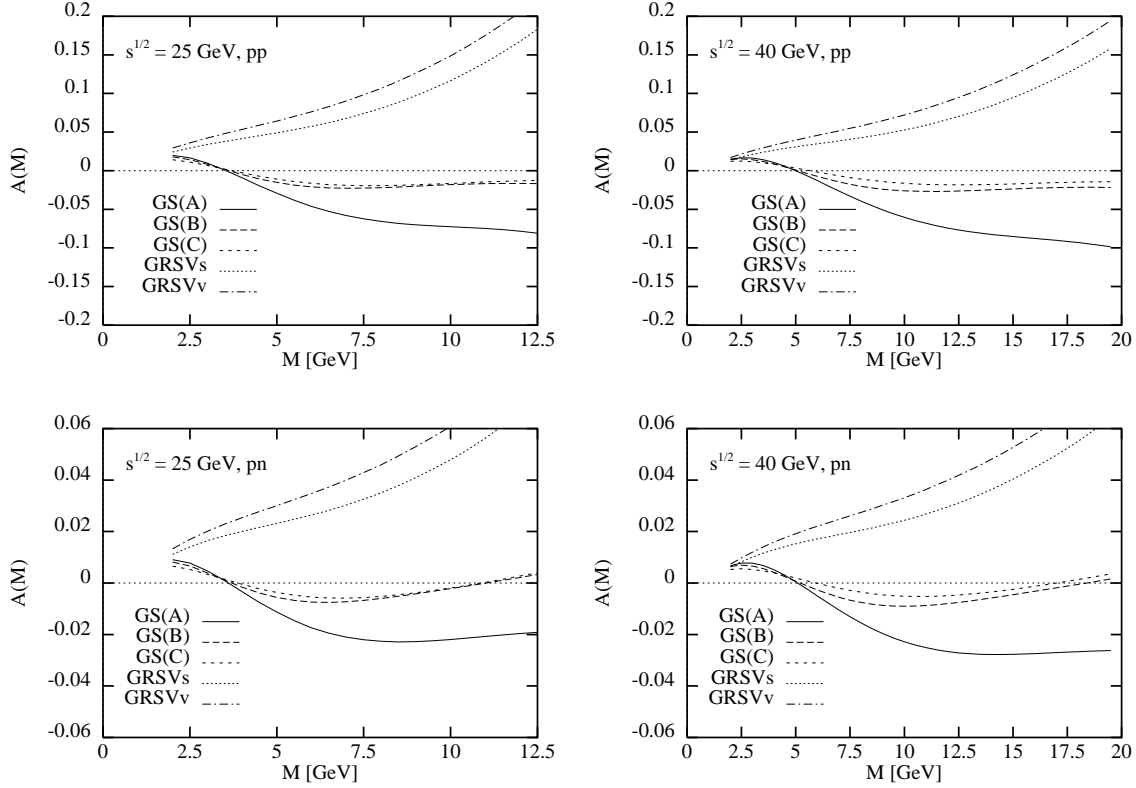 0.2
0.15
0.1
0.05
0
-0.05
-0.1
-0.15
-0.2
A(M)
s^{1/2} = 25 GeV, pp
GS(A)
GS(B)
GS(C)
GRSVs
GRSVv
0 2.5 5 7.5 10 12.5
M [GeV]
0.2
0.15
0.1
0.05
0
-0.05
-0.1
-0.15
-0.2
A(M)
s^{1/2} = 40 GeV, pp
GS(A)
GS(B)
GS(C)
GRSVs
GRSVv
0 2.5 5 7.5 10 12.5 15 17.5 20
M [GeV]
0.06
0.04
0.02
0
-0.02
-0.04
-0.06
A(M)
s^{1/2} = 25 GeV, pn
GS(A)
GS(B)
GS(C)
GRSVs
GRSVv
0 2.5 5 7.5 10 12.5
M [GeV]
0.06
0.04
0.02
0
-0.02
-0.04
-0.06
A(M)
s^{1/2} = 40 GeV, pn
GS(A)
GS(B)
GS(C)
GRSVs
GRSVv
0 2.5 5 7.5 10 12.5 15 17.5 20
M [GeV]